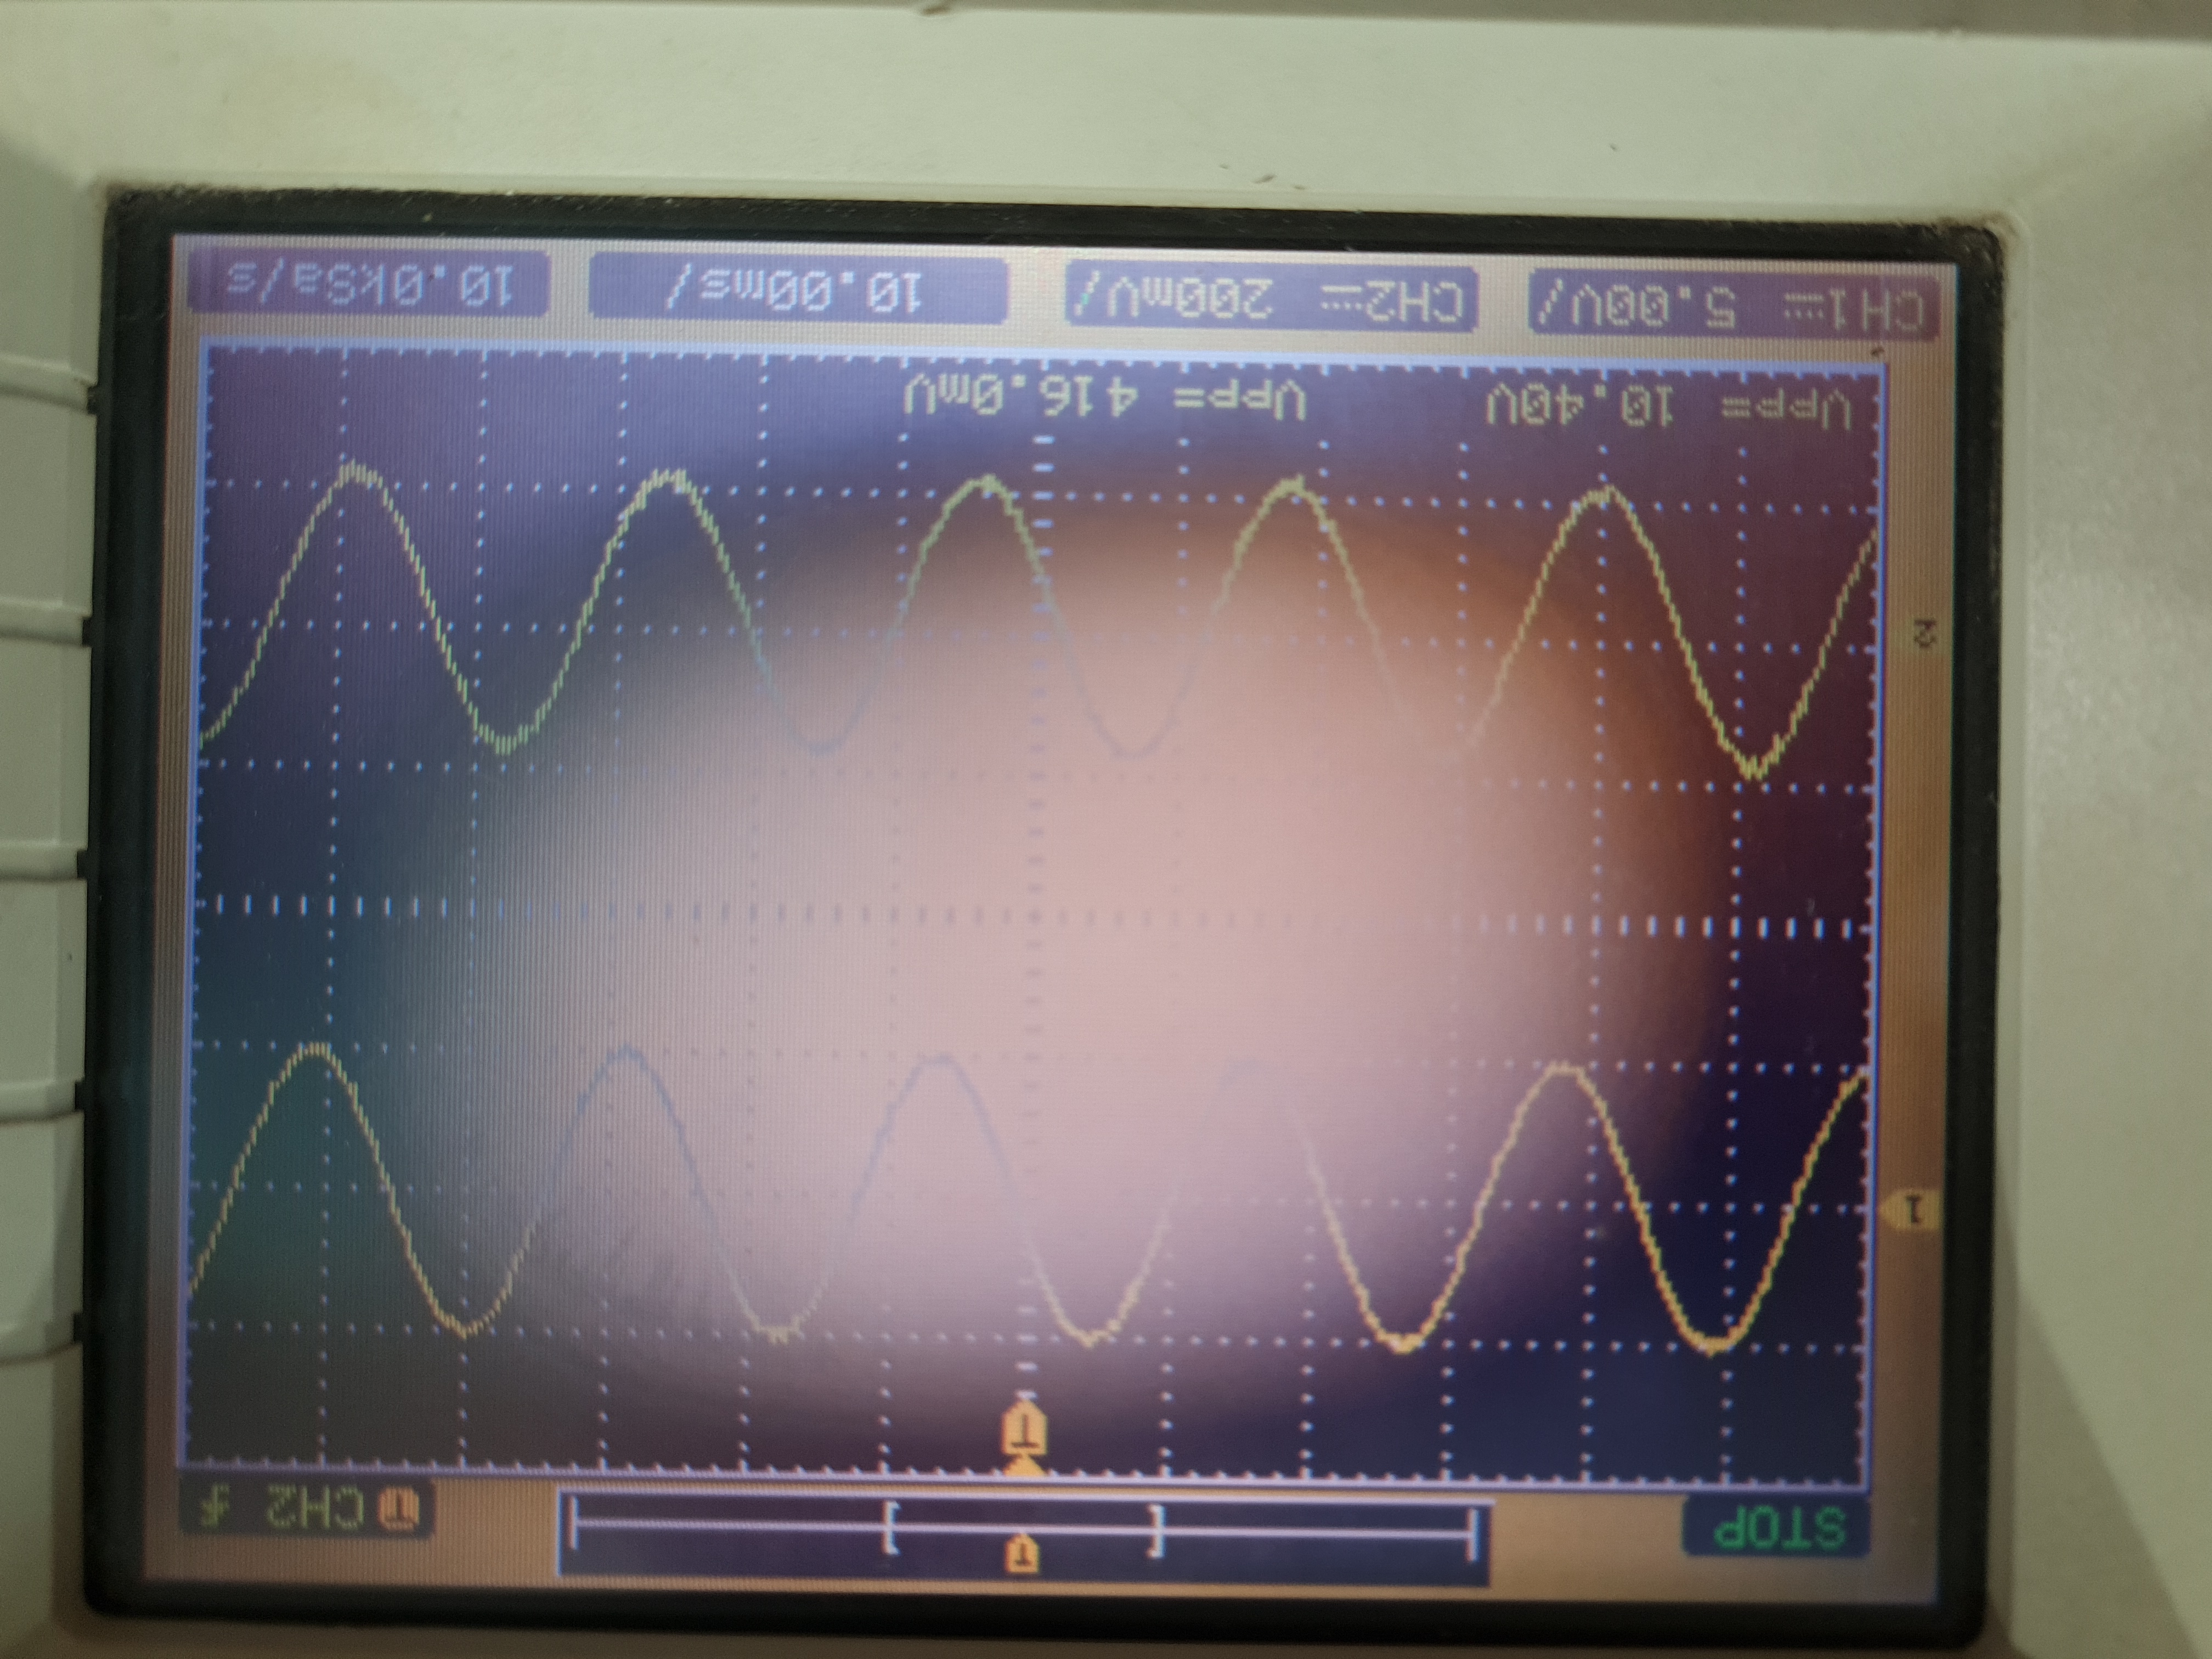 T
STOP
T CH2
T
1
2
Vpp= 10.40V Vpp= 416.0mV
CH1 5.00V/ CH2 200mV/ 10.00ms/ 10.0kSa/s